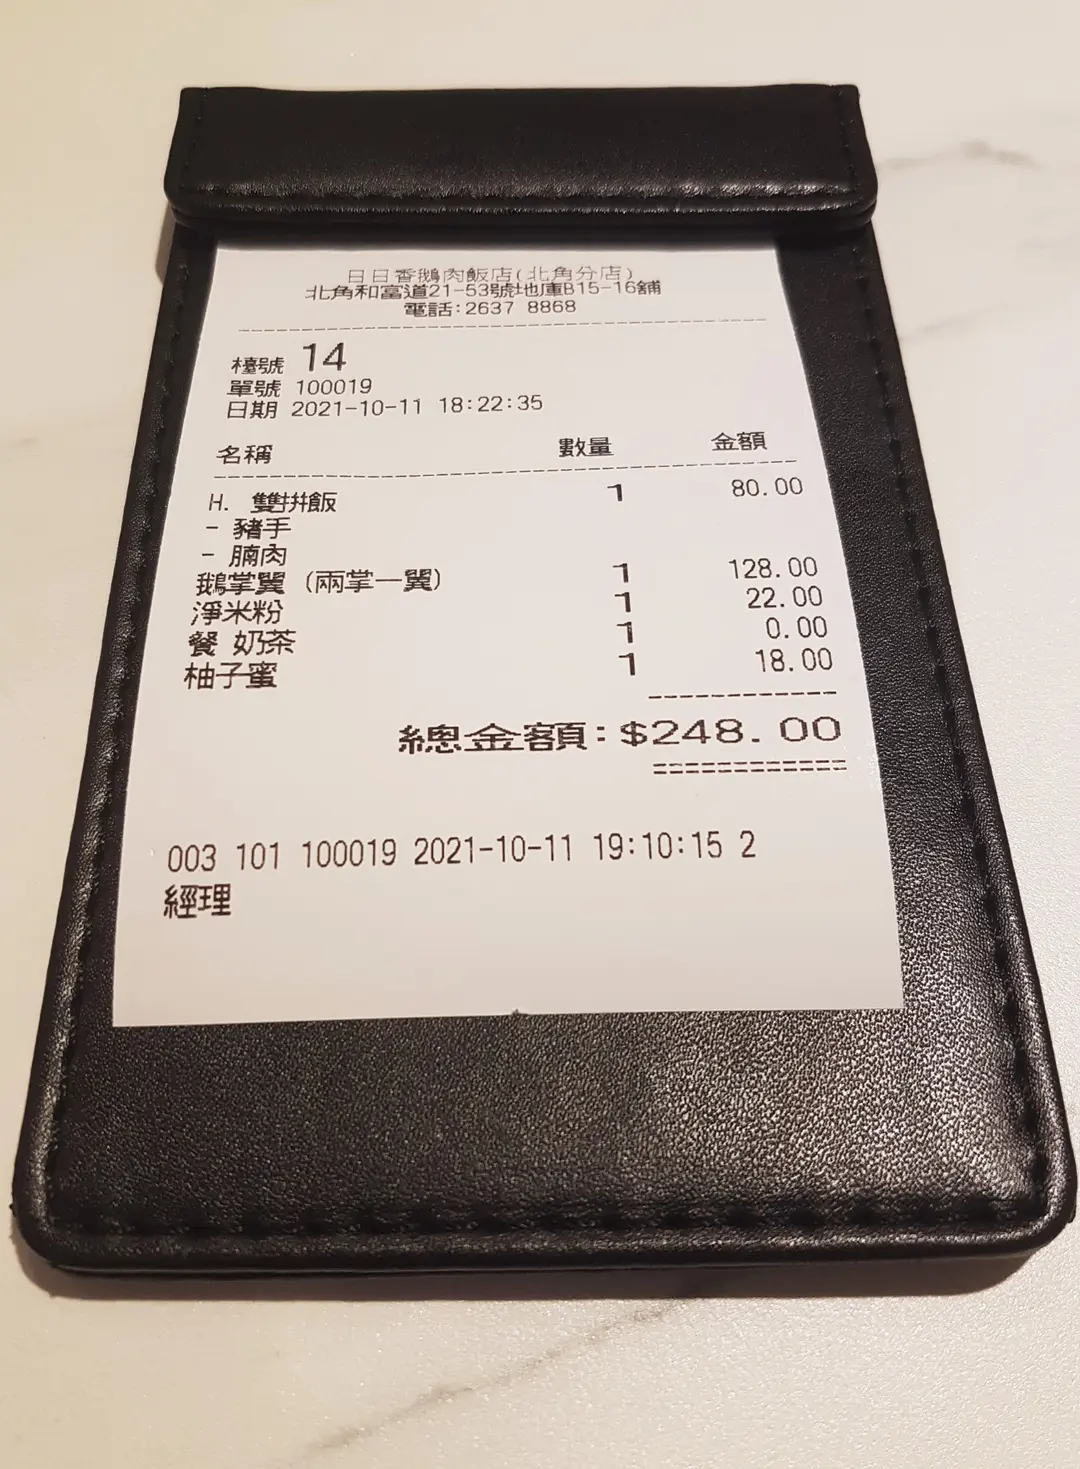 日日香鵝肉飯店(北角分店)
北角和富道21-53號地庫B15-16舖
電話:2637 8868
檯號 14
單號 100019
日期 2021-10-11 18:22:35
名稱 數量 金額
H. 雙拼飯 1 80.00
- 豬手
- 腩肉
鵝掌翼 (兩掌一翼) 1 128.00
淨米粉 1 22.00
餐 奶茶 1 0.00
柚子蜜 1 18.00
總金額:$248.00
============
003 101 100019 2021-10-11 19:10:15 2
經理